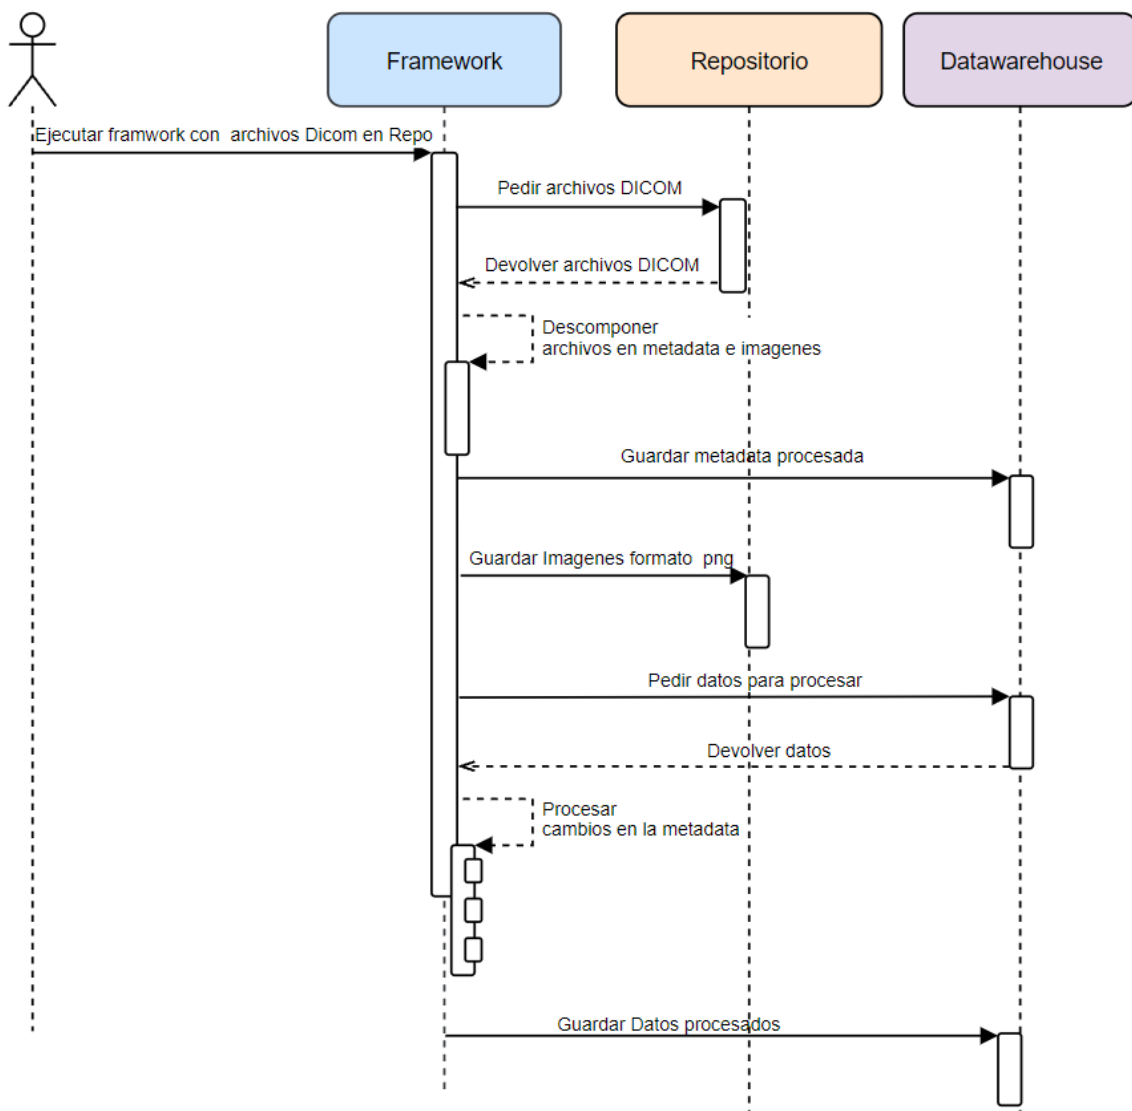 Framework
Repositorio
Datawarehouse
Ejecutar framwork con archivos Dicom en Repo
Pedir archivos DICOM
Devolver archivos DICOM
Descomponer
archivos en metadata e imagenes
Guardar metadata procesada
Guardar Imagenes formato png
Pedir datos para procesar
Devolver datos
Procesar
cambios en la metadata
Guardar Datos procesados